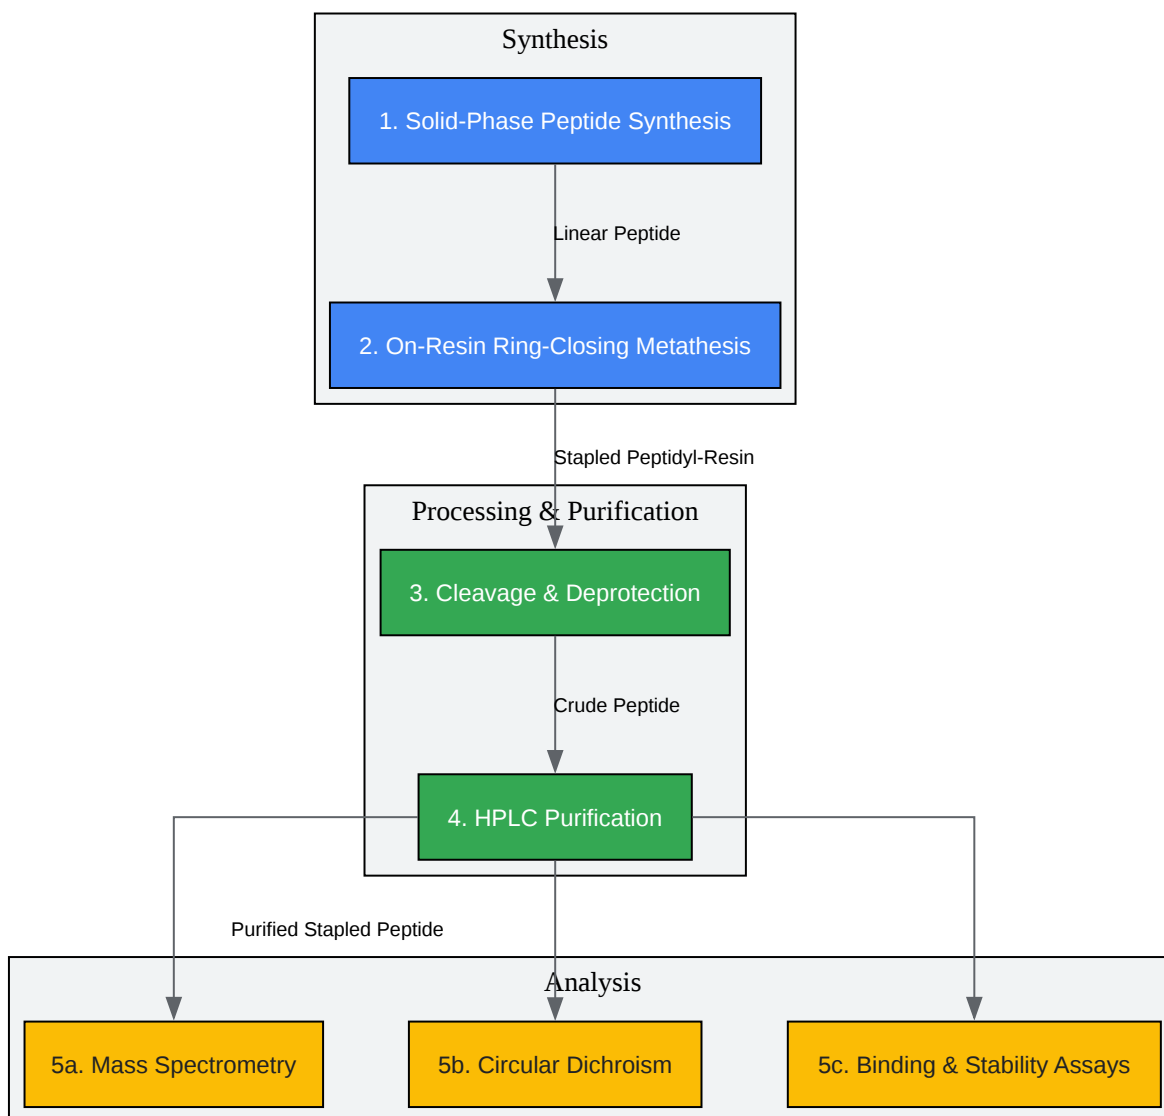 Synthesis
1. Solid-Phase Peptide Synthesis
Linear Peptide
2. On-Resin Ring-Closing Metathesis
Stapled Peptidyl-Resin
Processing & Purification
3. Cleavage & Deprotection
Crude Peptide
4. HPLC Purification
Purified Stapled Peptide
Analysis
5a. Mass Spectrometry
5b. Circular Dichroism
5c. Binding & Stability Assays